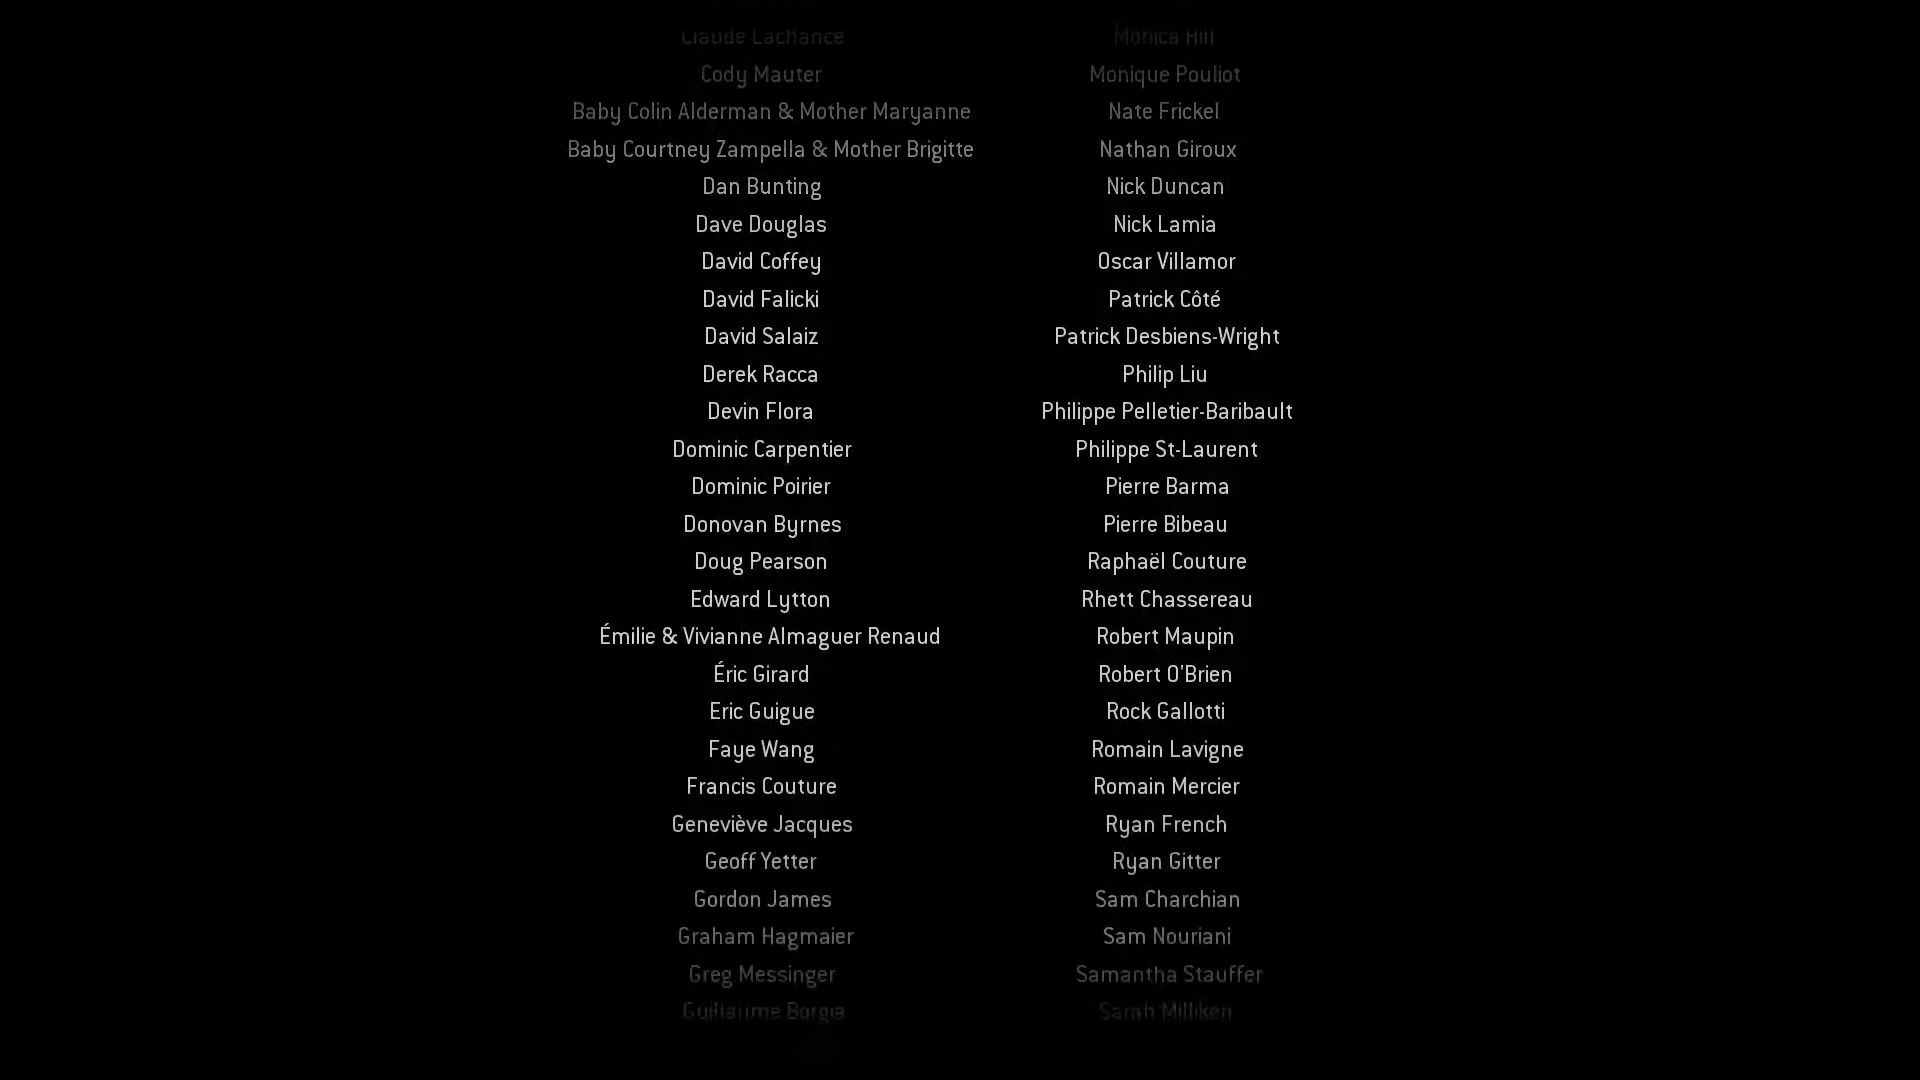 Claude Lachance
Cody Mauter
Baby Colin Alderman & Mother Maryanne
Baby Courtney Zampella & Mother Brigitte
Dan Bunting
Dave Douglas
David Coffey
David Falicki
David Salaiz
Derek Racca
Devin Flora
Dominic Carpentier
Dominic Poirier
Donovan Byrnes
Doug Pearson
Edward Lytton
Émilie & Vivianne Almaguer Renaud
Éric Girard
Eric Guigue
Faye Wang
Francis Couture
Geneviève Jacques
Geoff Yetter
Gordon James
Graham Hagmaier
Greg Messinger
Guillaume Borgia
Monica Hill
Monique Pouliot
Nate Frickel
Nathan Giroux
Nick Duncan
Nick Lamia
Oscar Villamor
Patrick Côté
Patrick Desbiens-Wright
Philip Liu
Philippe Pelletier-Baribault
Philippe St-Laurent
Pierre Barma
Pierre Bibeau
Raphaël Couture
Rhett Chassereau
Robert Maupin
Robert O'Brien
Rock Gallotti
Romain Lavigne
Romain Mercier
Ryan French
Ryan Gitter
Sam Charchian
Sam Nouriani
Samantha Stauffer
Sarah Milliken